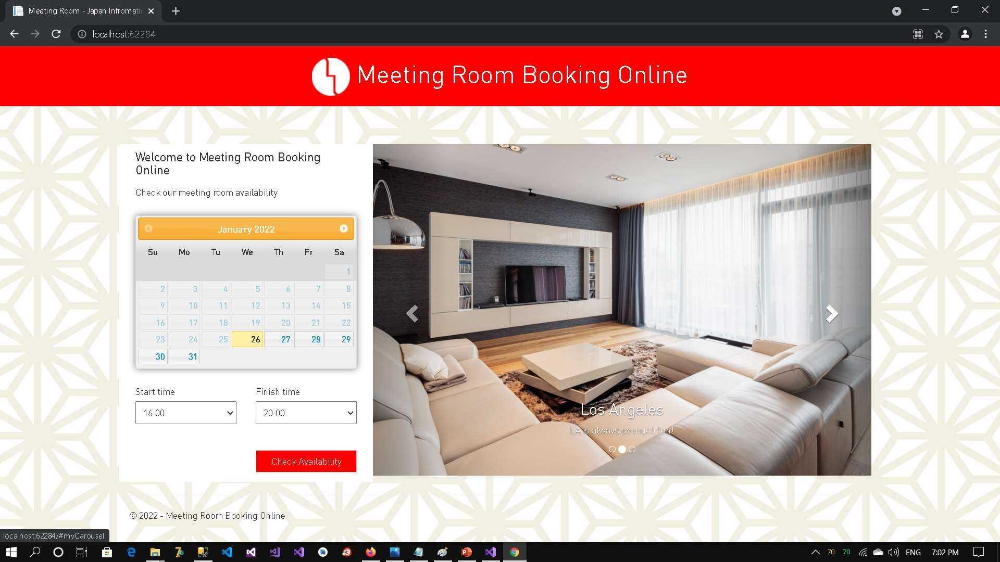 Meeting Room - Japan Infromati
localhost:62284
Meeting Room Booking Online
Welcome to Meeting Room Booking
Online
Check our meeting room availability
January 2022
Su Mo Tu We Th Fr Sa
1
2 3 4 5 6 7 8
9 10 11 12 13 14 15
16 17 18 19 20 21 22
23 24 25 26 27 28 29
30 31
Start time Finish time
16:00 20:00
Check Availability
Los Angeles
LA is always so much fun!
© 2022 - Meeting Room Booking Online
localhost:62284/#myCarousel
70 70 ENG 7:02 PM